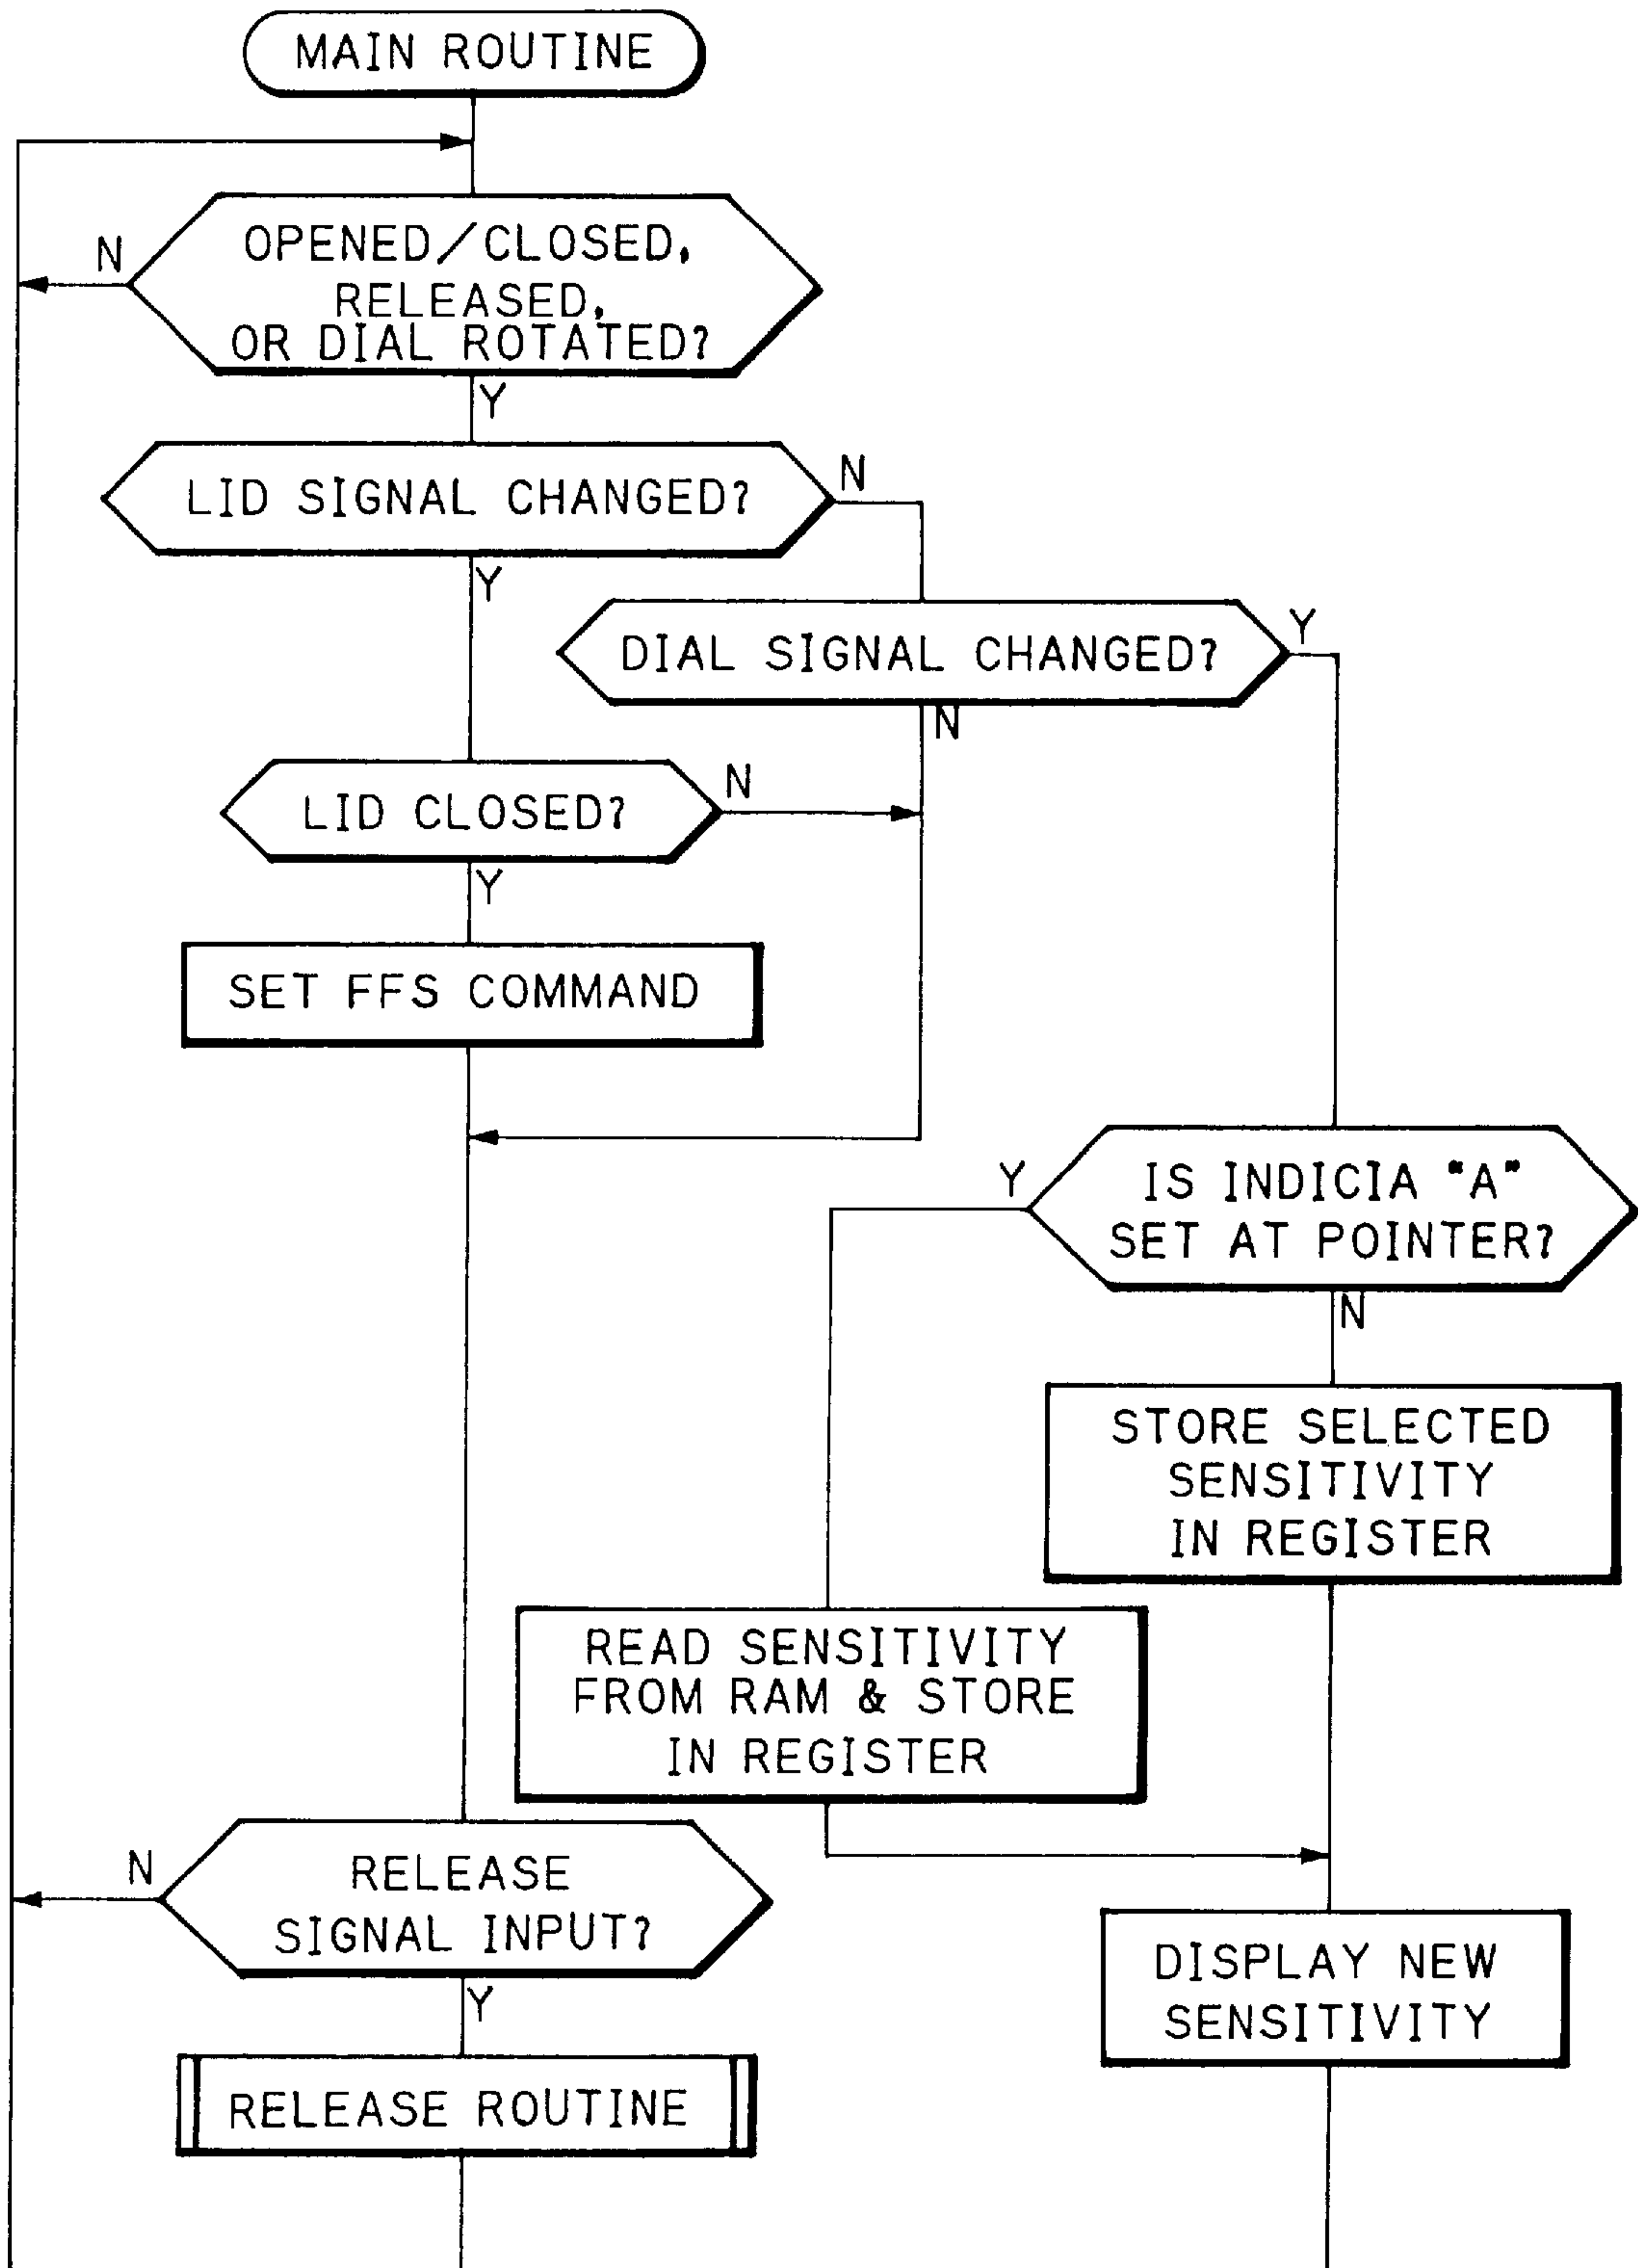 MAIN ROUTINE
N
OPENED/CLOSED,
RELEASED,
OR DIAL ROTATED?
Y
LID SIGNAL CHANGED?
N
Y
DIAL SIGNAL CHANGED?
Y
N
LID CLOSED?
N
Y
SET FFS COMMAND
Y
IS INDICIA "A"
SET AT POINTER?
N
STORE SELECTED
SENSITIVITY
IN REGISTER
READ SENSITIVITY
FROM RAM & STORE
IN REGISTER
N
RELEASE
SIGNAL INPUT?
Y
DISPLAY NEW
SENSITIVITY
RELEASE ROUTINE